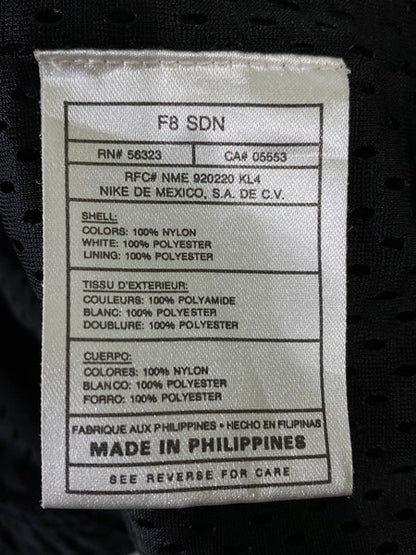 F8 SDN
RN# 56323 CA# 05553
RFC# NME 920220 KL4
NIKE DE MEXICO, S.A. DE C.V.
SHELL:
COLORS: 100% NYLON
WHITE: 100% POLYESTER
LINING: 100% POLYESTER
TISSU D'EXTERIEUR:
COULEURS: 100% POLYAMIDE
BLANC: 100% POLYESTER
DOUBLURE: 100% POLYESTER
CUERPO:
COLORES: 100% NYLON
BLANCO: 100% POLYESTER
FORRO: 100% POLYESTER
FABRIQUE AUX PHILIPPINES • HECHO EN FILIPINAS
MADE IN PHILIPPINES
SEE REVERSE FOR CARE